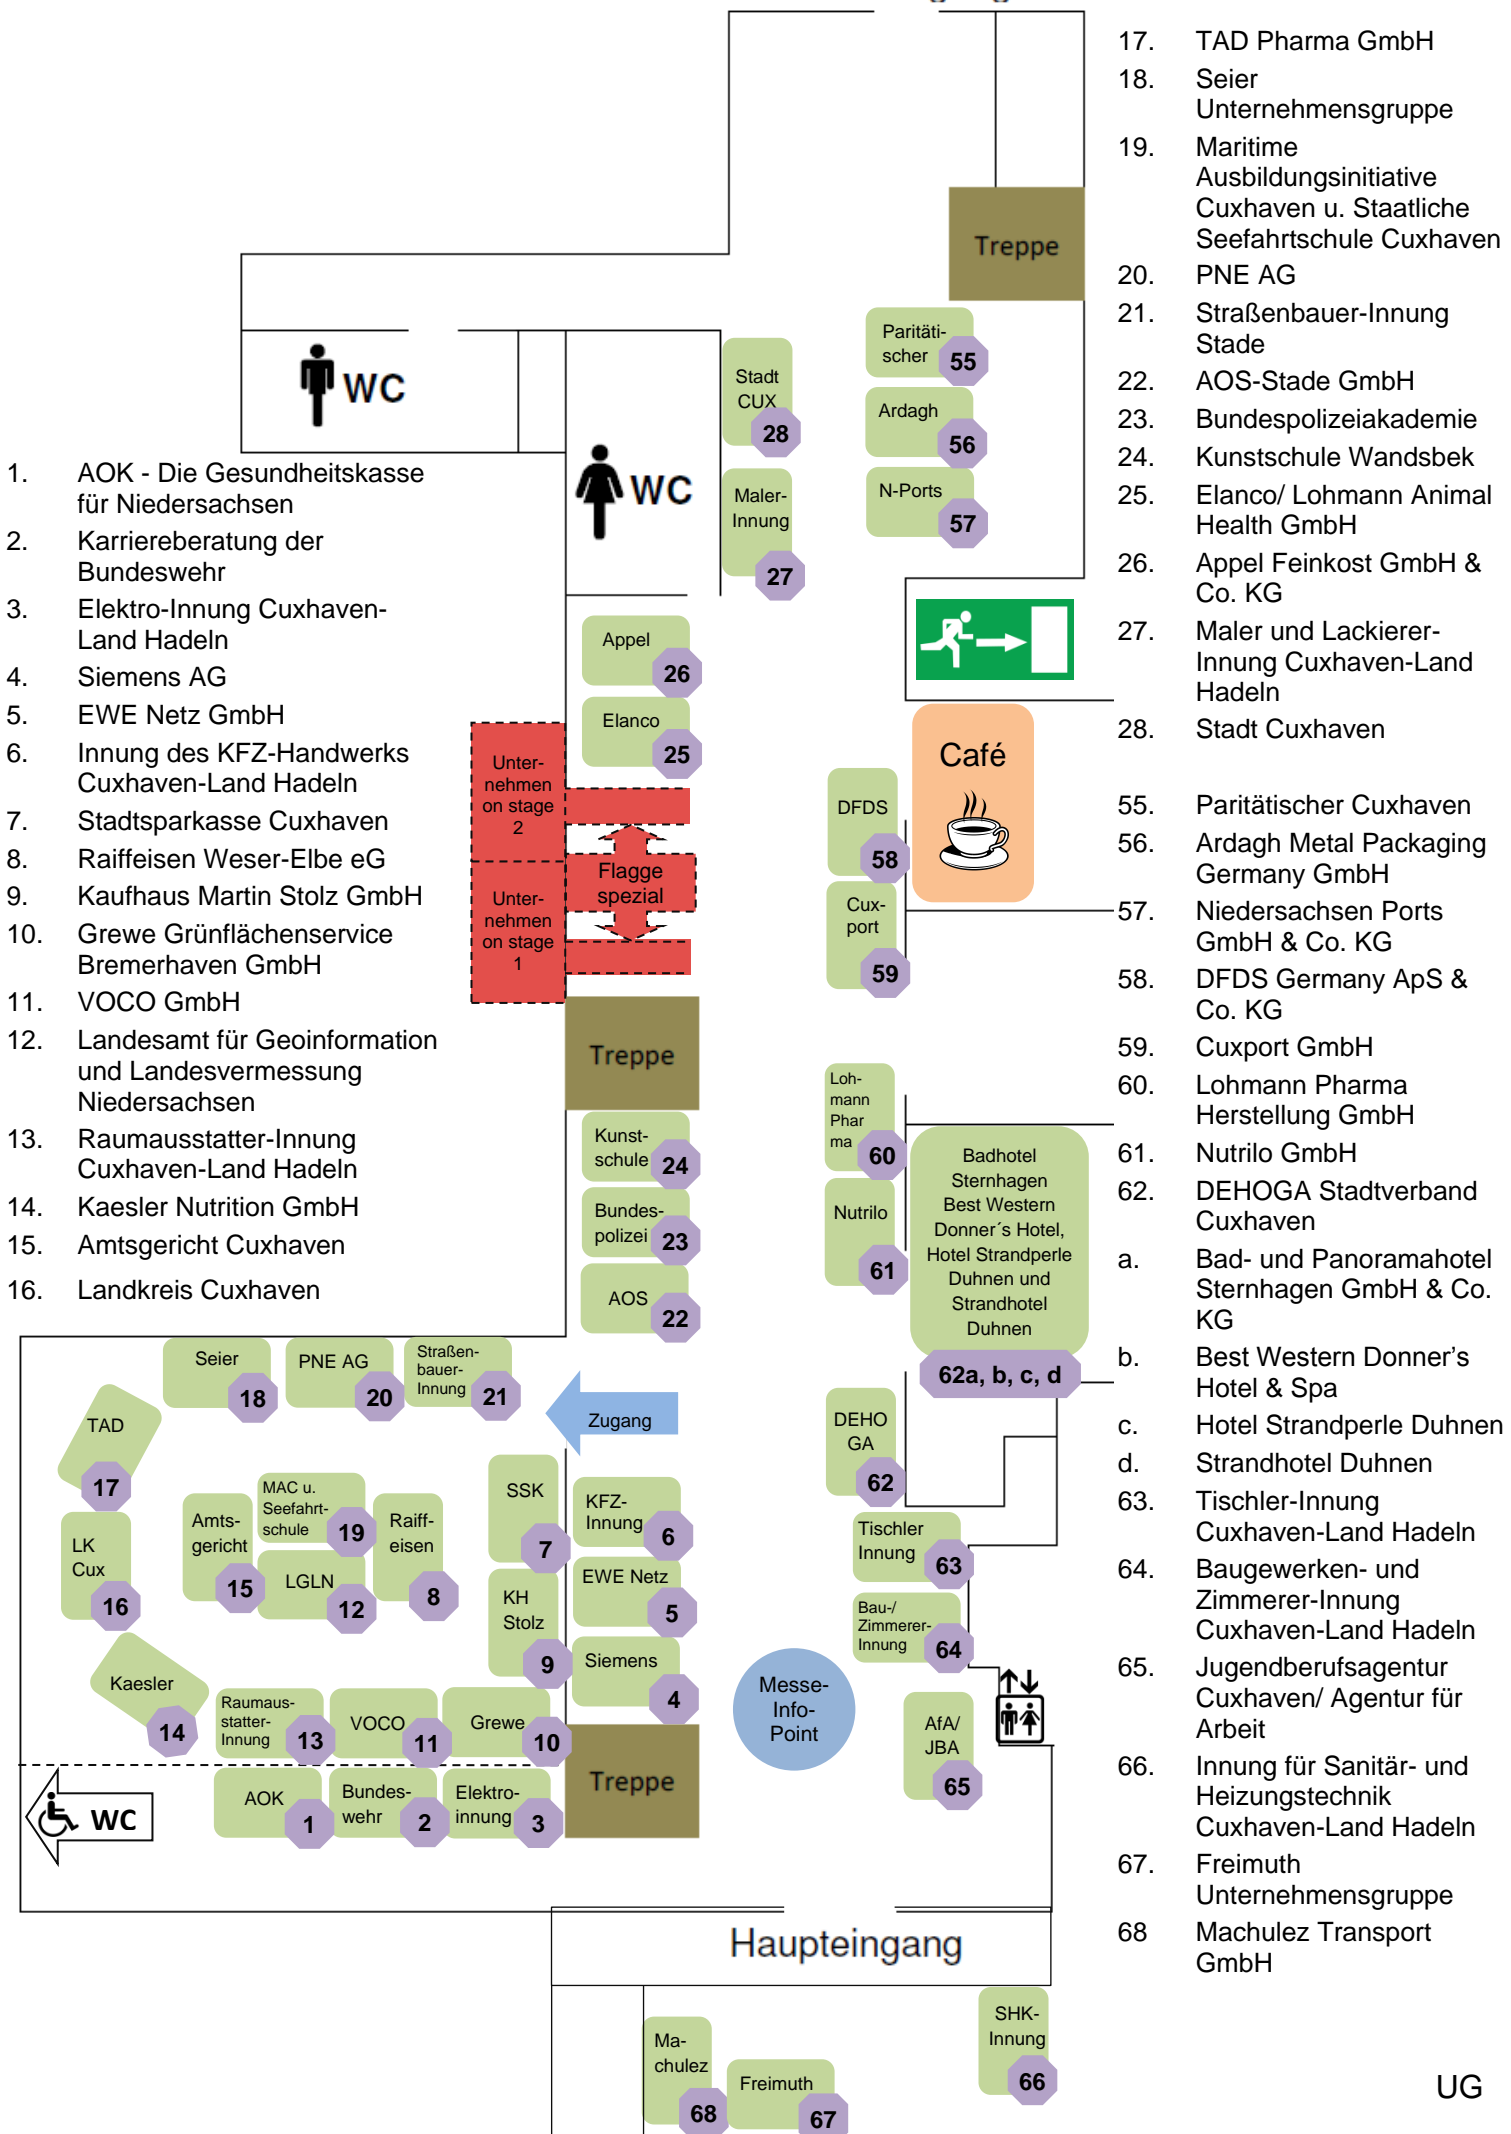 1. AOK - Die Gesundheitskasse
für Niedersachsen
2. Karriereberatung der
Bundeswehr
3. Elektro-Innung Cuxhaven-
Land Hadeln
4. Siemens AG
5. EWE Netz GmbH
6. Innung des KFZ-Handwerks
Cuxhaven-Land Hadeln
7. Stadtsparkasse Cuxhaven
8. Raiffeisen Weser-Elbe eG
9. Kaufhaus Martin Stolz GmbH
10. Grewe Grünflächenservice
Bremerhaven GmbH
11. VOCO GmbH
12. Landesamt für Geoinformation
und Landesvermessung
Niedersachsen
13. Raumausstatter-Innung
Cuxhaven-Land Hadeln
14. Kaesler Nutrition GmbH
15. Amtsgericht Cuxhaven
16. Landkreis Cuxhaven
Treppe
WC
WC
Stadt
CUX
28
Maler-
Innung
27
Paritäti-
scher
55
Ardagh
56
N-Ports
57
Appel
26
Elanco
25
Unter-
nehmen
on stage
2
Unter-
nehmen
on stage
1
Flagge
spezial
Café
DFDS
58
Cux-
port
59
Treppe
Loh-
mann
Phar
ma
60
Nutrilo
61
Badhotel
Sternhagen
Best Western
Donner´s Hotel,
Hotel Strandperle
Duhnen und
Strandhotel
Duhnen
62a, b, c, d
Kunst-
schule
24
Bundes-
polizei
23
AOS
22
Seier
18
PNE AG
20
Straßen-
bauer-
Innung
21
Zugang
TAD
17
DEHO
GA
62
LK
Cux
16
Amts-
gericht
15
MAC u.
Seefahrt-
schule
19
LGLN
12
Raiff-
eisen
8
SSK
7
KH
Stolz
9
KFZ-
Innung
6
EWE Netz
5
Siemens
4
Tischler
Innung
63
Bau-/
Zimmerer-
Innung
64
Kaesler
14
Raumaus-
statter-
Innung
13
VOCO
11
Grewe
10
Messe-
Info-
Point
AfA/
JBA
65
WC
AOK
1
Bundes-
wehr
2
Elektro-
innung
3
Treppe
Haupteingang
Ma-
chulez
68
Freimuth
67
SHK-
Innung
66
17. TAD Pharma GmbH
18. Seier
Unternehmensgruppe
19. Maritime
Ausbildungsinitiative
Cuxhaven u. Staatliche
Seefahrtschule Cuxhaven
20. PNE AG
21. Straßenbauer-Innung
Stade
22. AOS-Stade GmbH
23. Bundespolizeiakademie
24. Kunstschule Wandsbek
25. Elanco/ Lohmann Animal
Health GmbH
26. Appel Feinkost GmbH &
Co. KG
27. Maler und Lackierer-
Innung Cuxhaven-Land
Hadeln
28. Stadt Cuxhaven
55. Paritätischer Cuxhaven
56. Ardagh Metal Packaging
Germany GmbH
57. Niedersachsen Ports
GmbH & Co. KG
58. DFDS Germany ApS &
Co. KG
59. Cuxport GmbH
60. Lohmann Pharma
Herstellung GmbH
61. Nutrilo GmbH
62. DEHOGA Stadtverband
Cuxhaven
a. Bad- und Panoramahotel
Sternhagen GmbH & Co.
KG
b. Best Western Donner's
Hotel & Spa
c. Hotel Strandperle Duhnen
d. Strandhotel Duhnen
63. Tischler-Innung
Cuxhaven-Land Hadeln
64. Baugewerken- und
Zimmerer-Innung
Cuxhaven-Land Hadeln
65. Jugendberufsagentur
Cuxhaven/ Agentur für
Arbeit
66. Innung für Sanitär- und
Heizungstechnik
Cuxhaven-Land Hadeln
67. Freimuth
Unternehmensgruppe
68 Machulez Transport
GmbH
UG